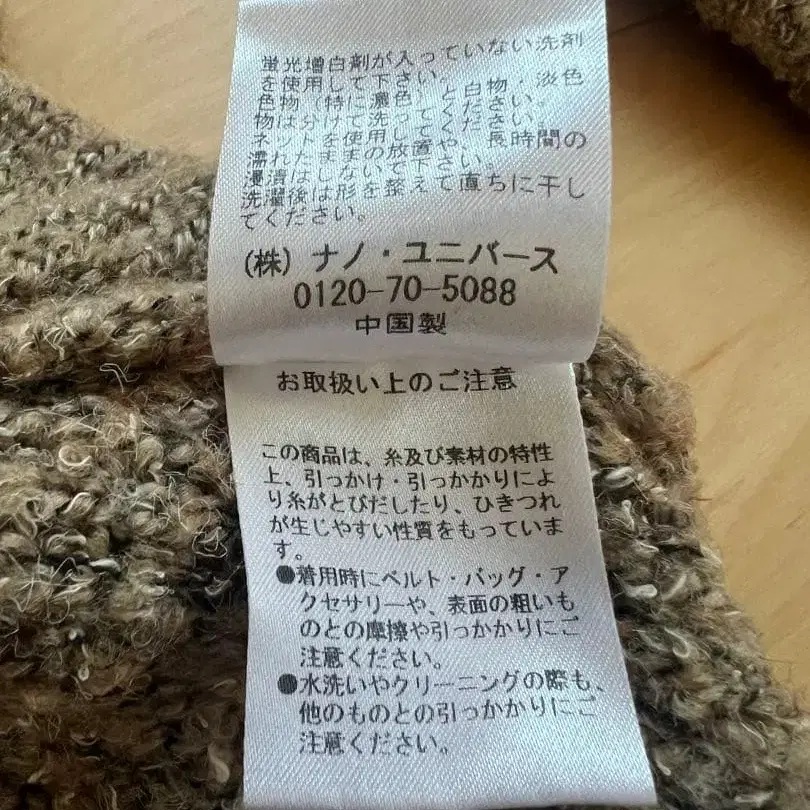 蛍光増白剤が入っていない洗剤
を使用して下さい。
色物（特に濃色）と白物・淡色
物は分けて洗ってください。
ネットを使用してください。
濡れたままの放置や、長時間の
浸漬はしないで下さい。
洗濯後は形を整えて直ちに干し
てください。
(株) ナノ・ユニバース
0120-70-5088
中国製
お取扱い上のご注意
この商品は、糸及び素材の特性
上、引っかけ・引っかかりによ
り糸がとびだしたり、ひきつれ
が生じやすい性質をもっていま
す。
●着用時にベルト・バッグ・ア
クセサリーや、表面の粗いも
のとの摩擦や引っかかりにご
注意ください。
●水洗いやクリーニングの際も、
他のものとの引っかかりにご
注意ください。